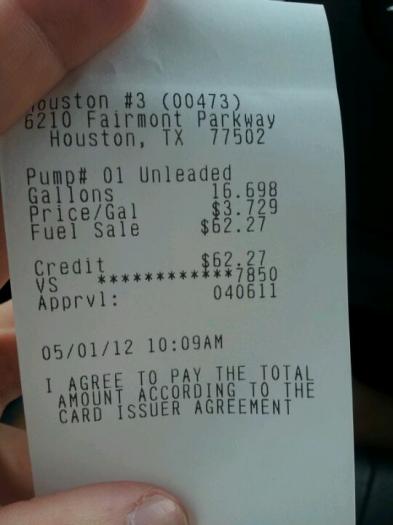 Houston #3 (00473)
6210 Fairmont Parkway
Houston, TX 77502
Pump# 01 Unleaded
Gallons 16.698
Price/Gal $3.729
Fuel Sale $62.27
Credit $62.27
VS ************7850
Apprvl: 040611
05/01/12 10:09AM
I AGREE TO PAY THE TOTAL
AMOUNT ACCORDING TO THE
CARD ISSUER AGREEMENT